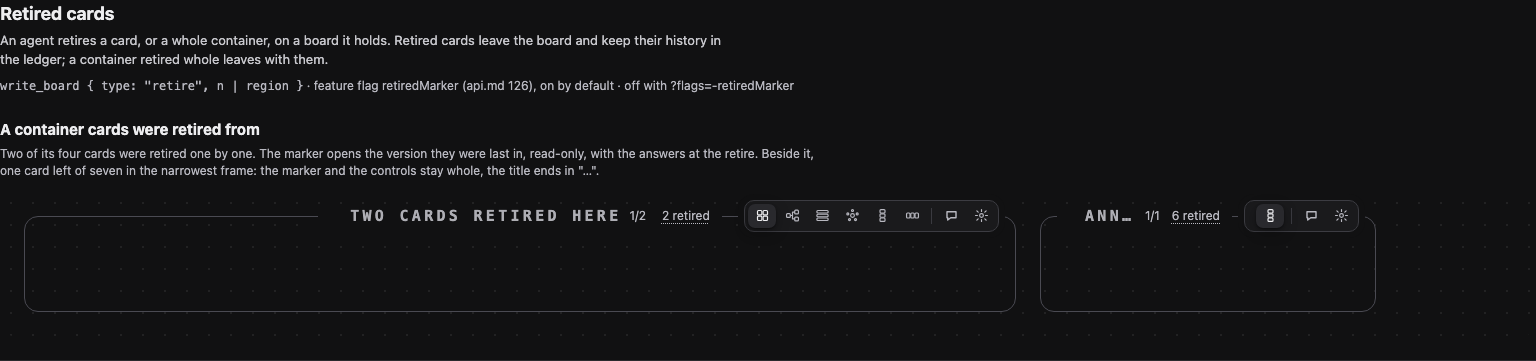 Retired cards
An agent retires a card, or a whole container, on a board it holds. Retired cards leave the board and keep their history in
the ledger; a container retired whole leaves with them.
write_board { type: "retire", n | region } · feature flag retiredMarker (api.md 126), on by default · off with ?flags=-retiredMarker
A container cards were retired from
Two of its four cards were retired one by one. The marker opens the version they were last in, read-only, with the answers at the retire. Beside it,
one card left of seven in the narrowest frame: the marker and the controls stay whole, the title ends in "…".
TWO CARDS RETIRED HERE 1/2 2 retired
ANN… 1/1 6 retired